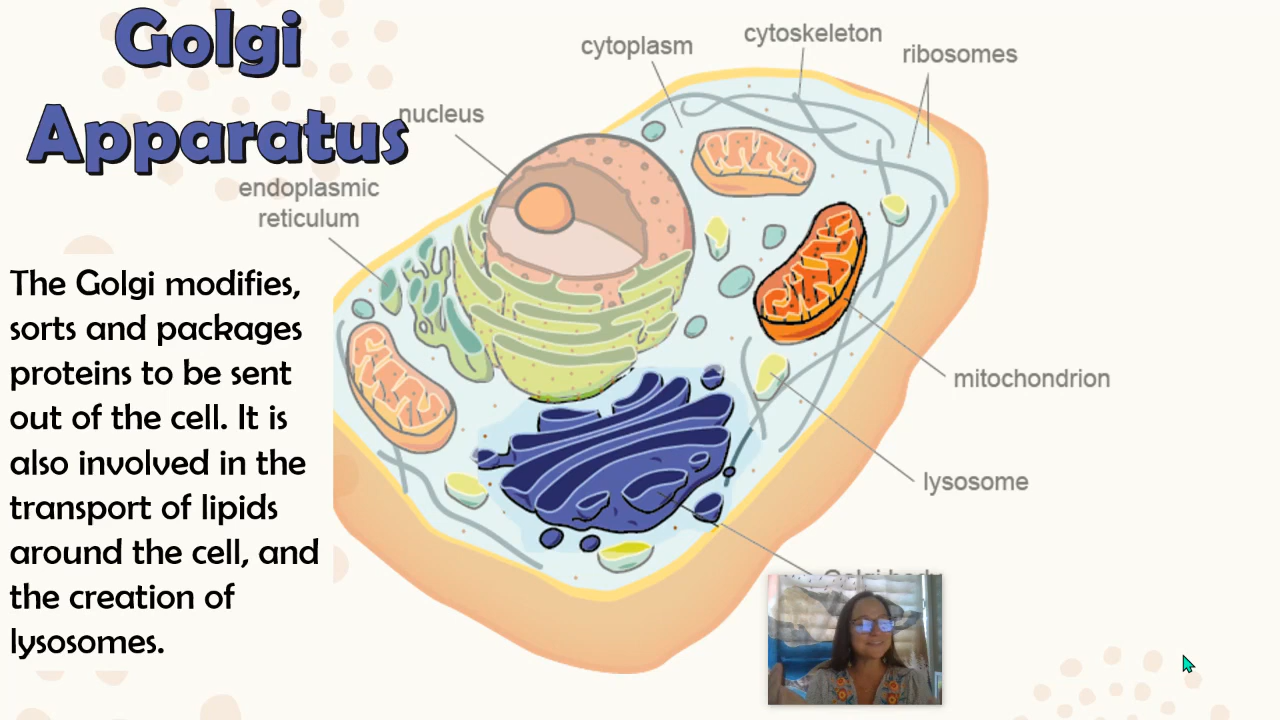 Golgi
Apparatus
cytoplasm
cytoskeleton
ribosomes
nucleus
endoplasmic
reticulum
The Golgi modifies,
sorts and packages
proteins to be sent
out of the cell. It is
also involved in the
transport of lipids
around the cell, and
the creation of
lysosomes.
mitochondrion
lysosome
Golgi body